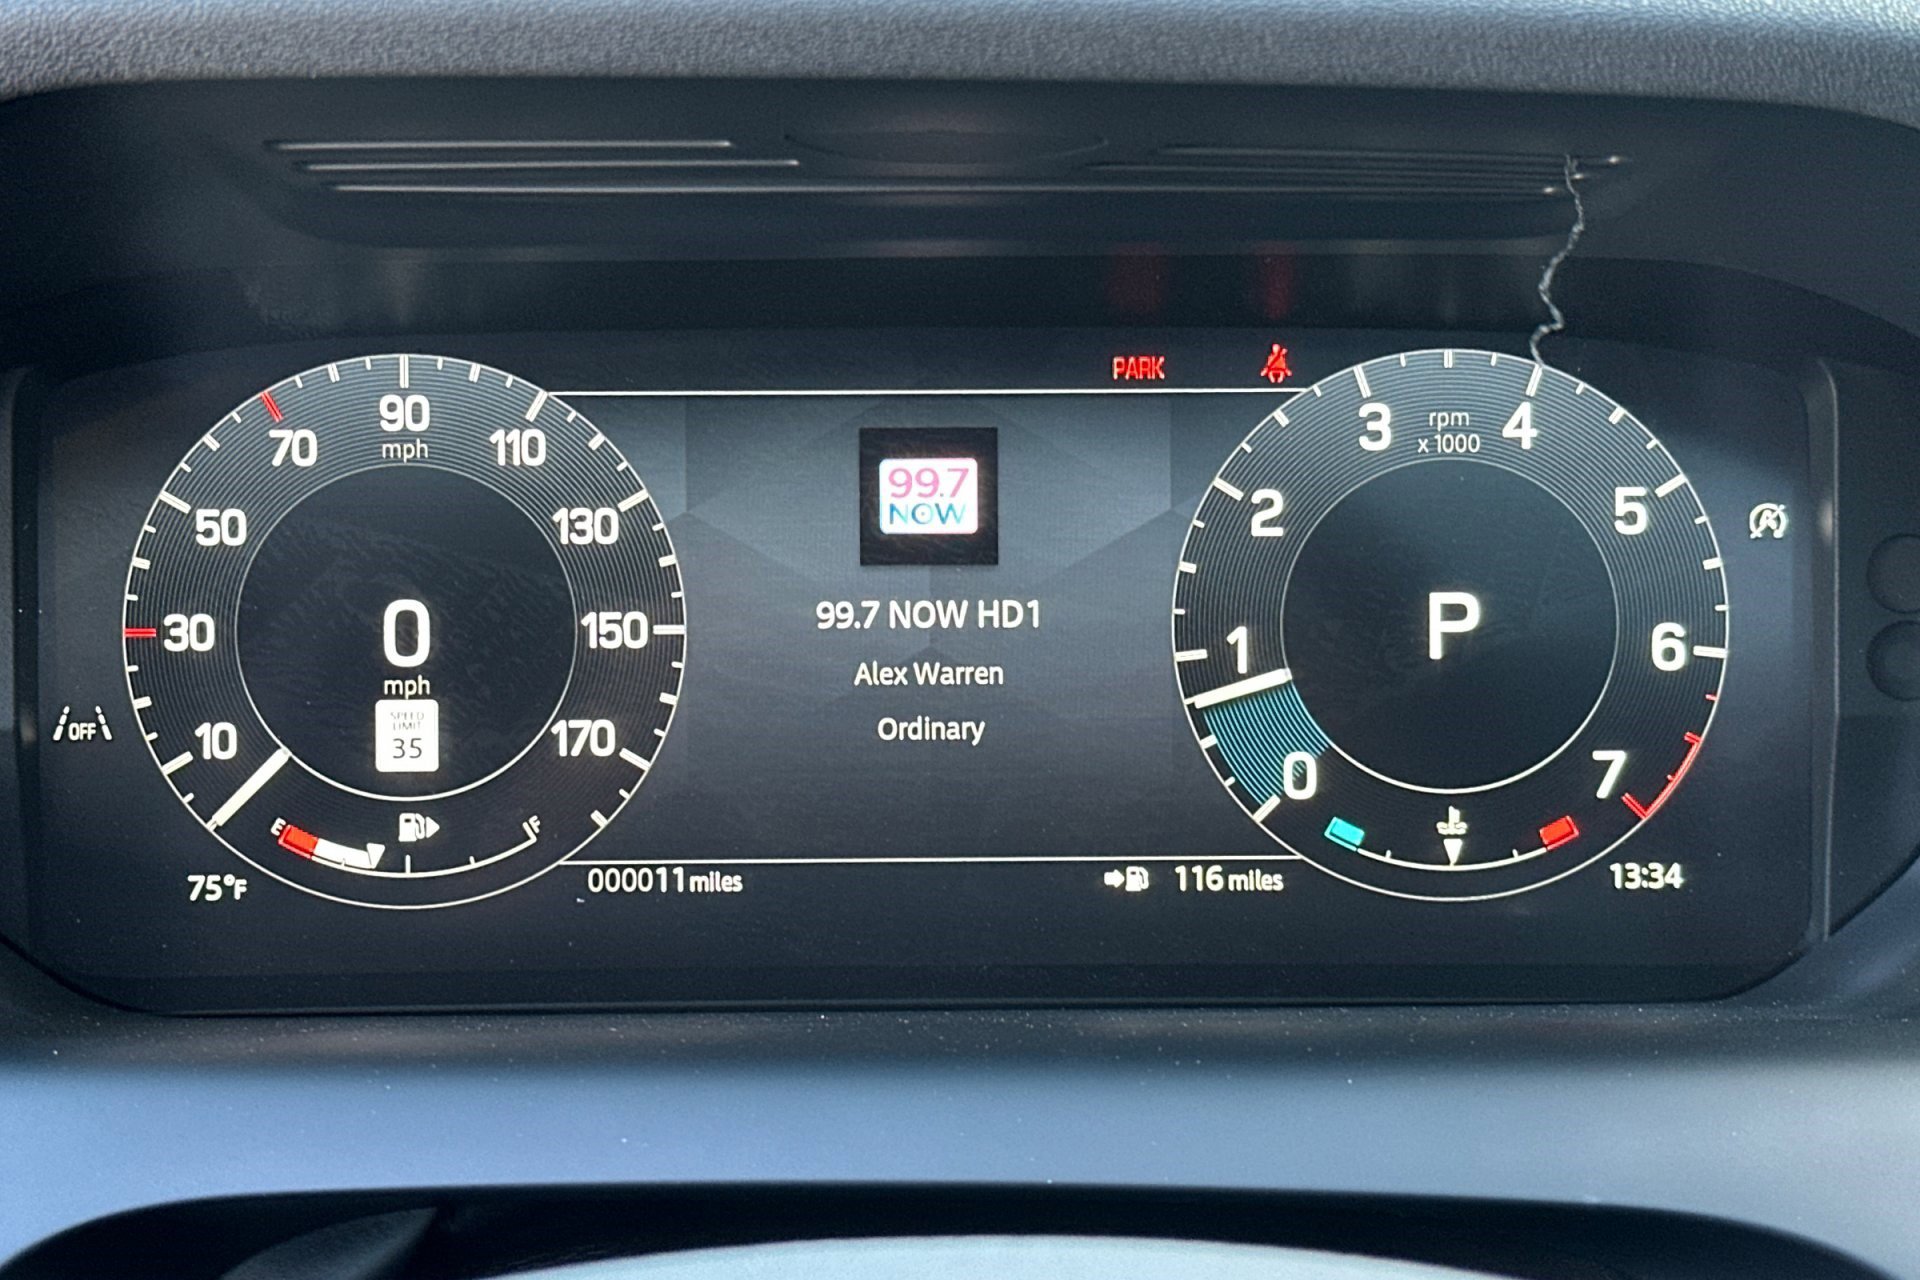 PARK
90
mph
70
110
50
130
30
150
10
170
0
mph
SPEED
LIMIT
35
E
F
OFF
75°F
99.7
NOW
99.7 NOW HD1
Alex Warren
Ordinary
000011 miles
116 miles
rpm
x 1000
3
4
2
5
1
6
0
7
P
A
13:34